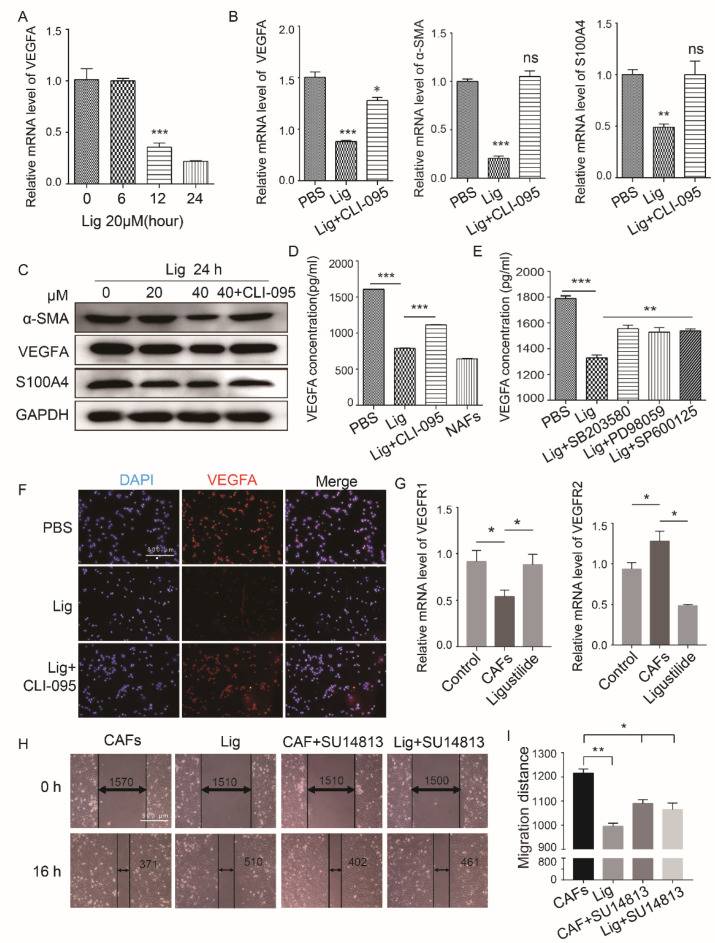 A
Relative mRNA level of VEGFA
1.5
1.0
0.5
0.0
***
0 6 12 24
Lig 20μM(hour)
B
Relative mRNA level of VEGFA
2.0
1.5
1.0
0.0
***
*
PBS
Lig
Lig+CLI-095
Relative mRNA level of α-SMA
1.5
1.0
0.5
0.0
***
ns
PBS
Lig
Lig+CLI-095
Relative mRNA level of S100A4
1.5
1.0
0.5
0.0
**
ns
PBS
Lig
Lig+CLI-095
C
Lig 24 h
μM 0 20 40 40+CLI-095
α-SMA
VEGFA
S100A4
GAPDH
D
VEGFA concentration(pg/ml)
2000
1500
1000
500
0
***
***
PBS
Lig
Lig+CLI-095
NAFs
E
VEGFA concentration (pg/ml)
2000
1800
1600
1400
1200
1000
***
**
PBS
Lig
Lig+SB203580
Lig+PD98059
Lig+SP600125
F
DAPI VEGFA Merge
PBS
Lig
Lig+
CLI-095
G
Relative mRNA level of VEGFR1
1.5
1.0
0.5
0.0
* *
Control
CAFs
Ligustilide
Relative mRNA level of VEGFR2
2.0
1.5
1.0
0.5
0.0
*
*
Control
CAFs
Ligustilide
H
CAFs Lig CAF+SU14813 Lig+SU14813
0 h
1570 1510 1510 1500
16 h
371 510 402 461
I
Migration distance
1300
1200
1100
1000
900
800
0
*
**
CAFs
Lig
CAF+SU14813
Lig+SU14813